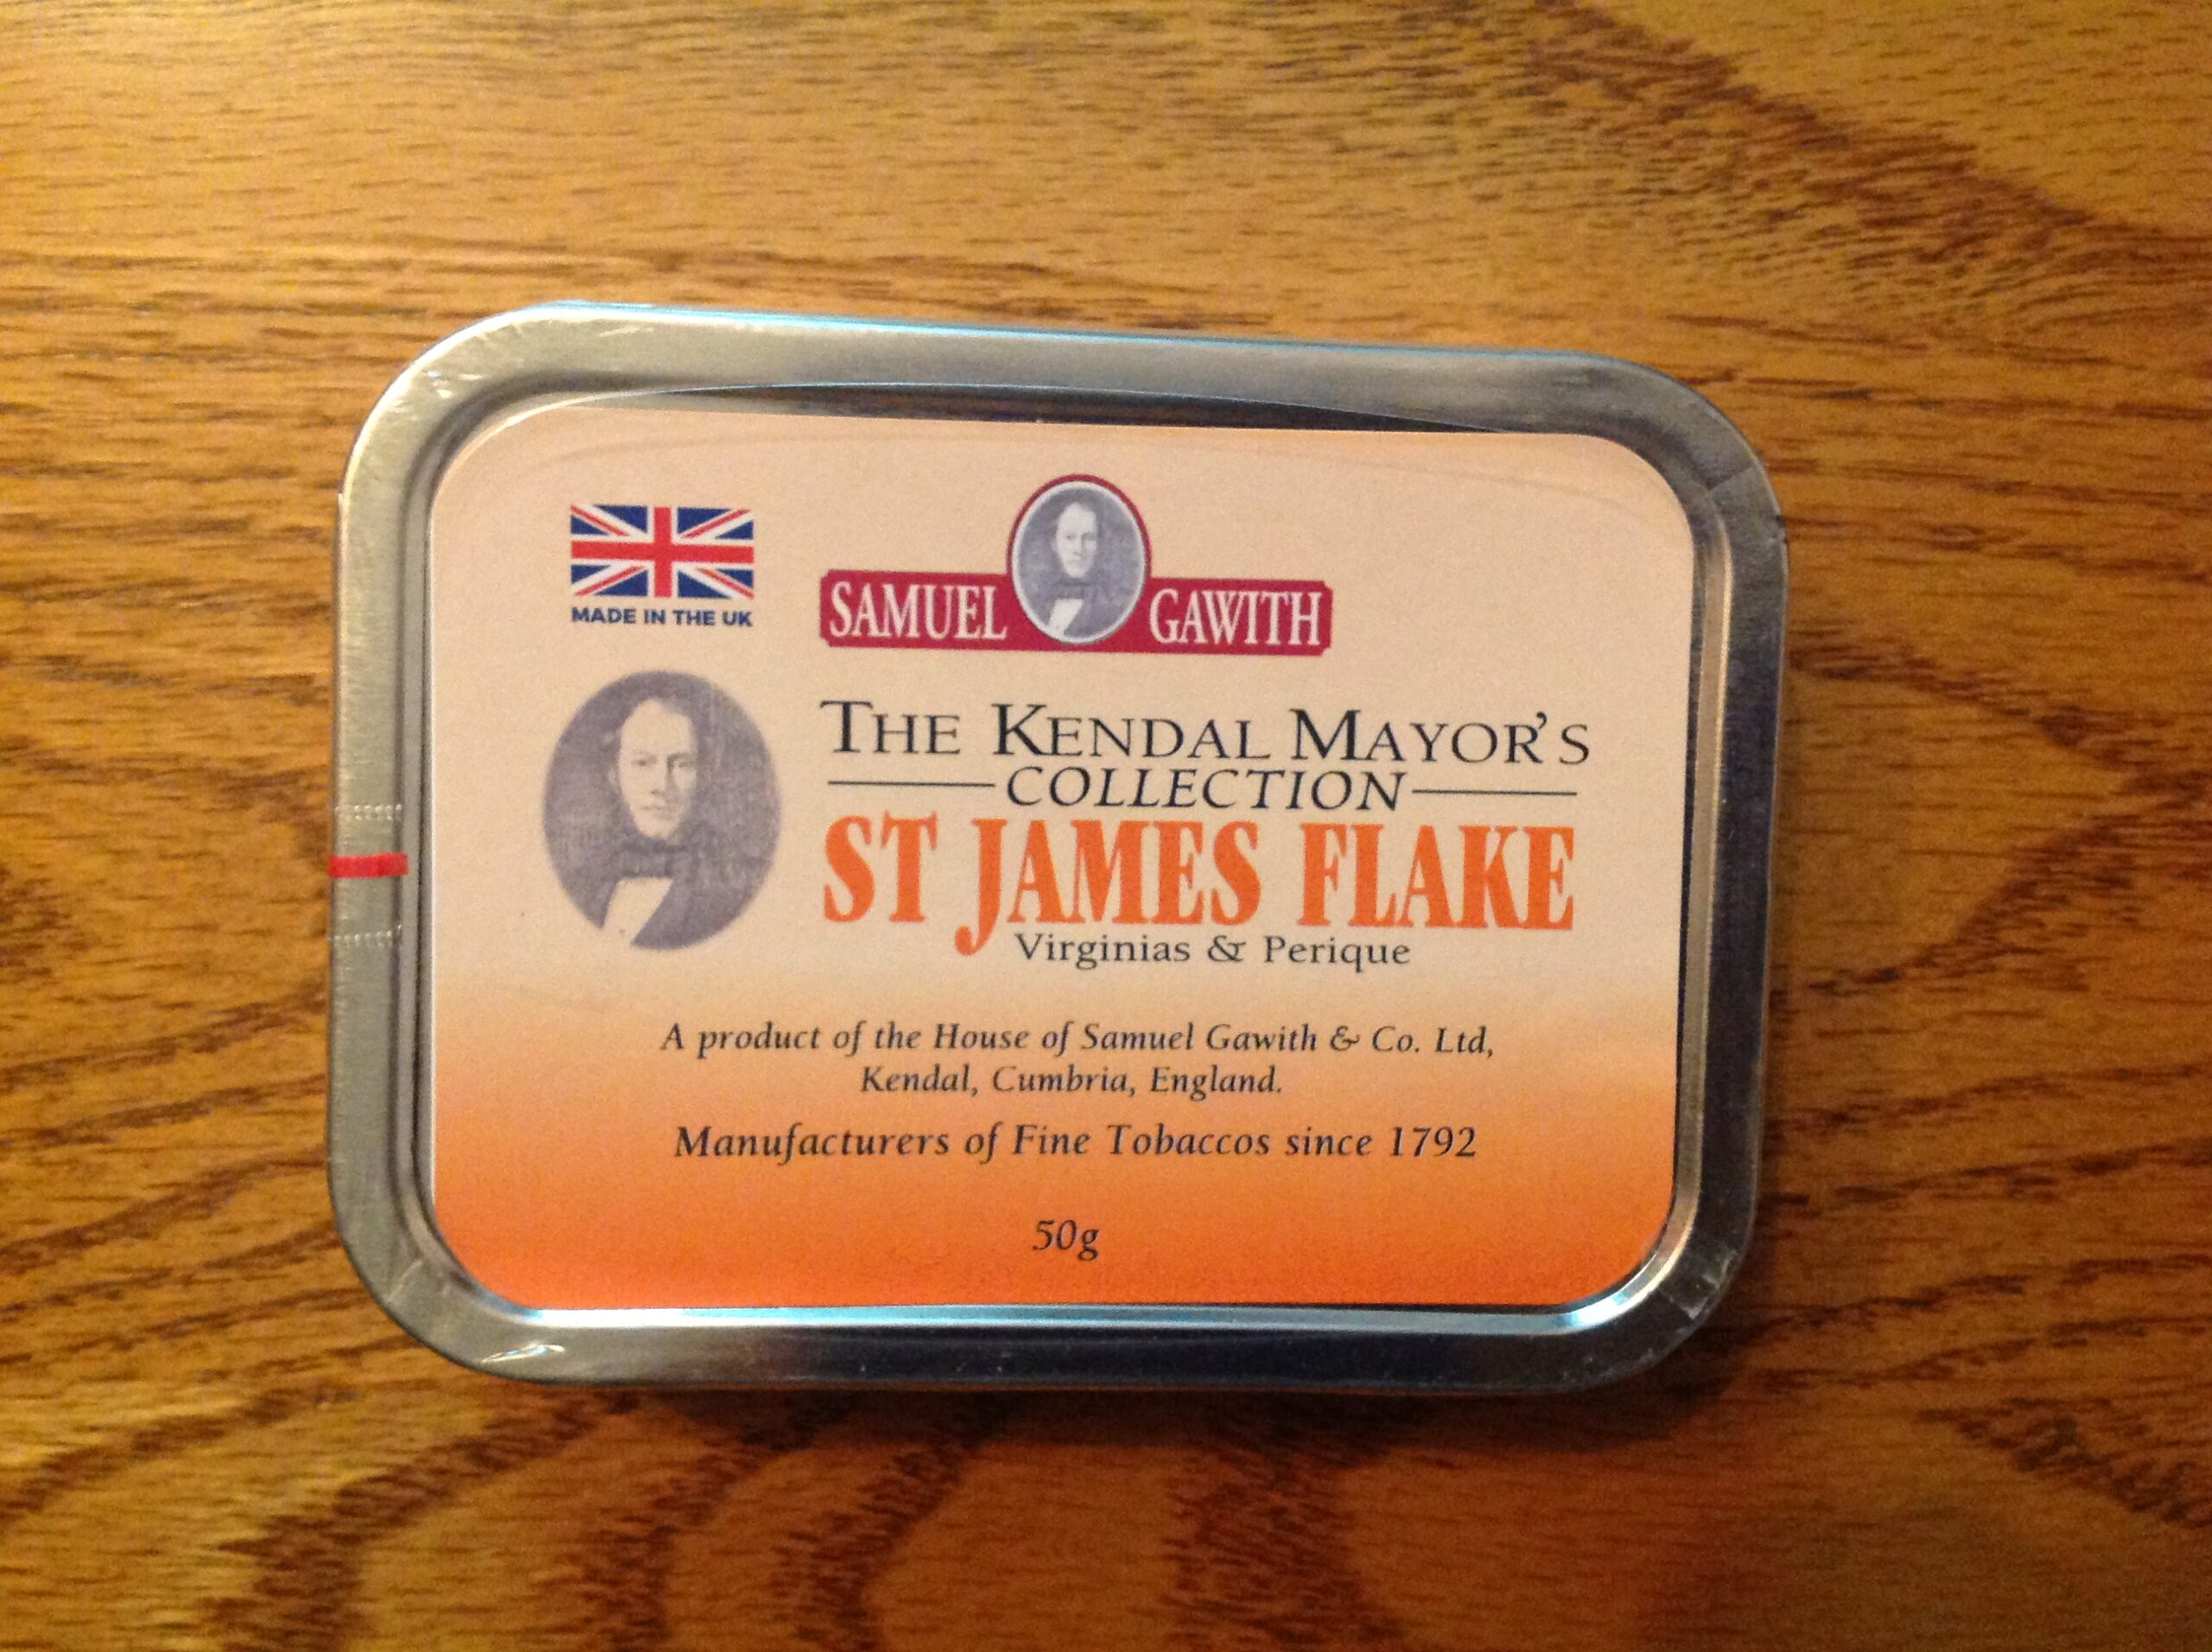 MADE IN THE UK
SAMUEL GAWITH
THE KENDAL MAYOR'S
COLLECTION
ST JAMES FLAKE
Virginias & Perique
A product of the House of Samuel Gawith & Co. Ltd,
Kendal, Cumbria, England.
Manufacturers of Fine Tobaccos since 1792
50g